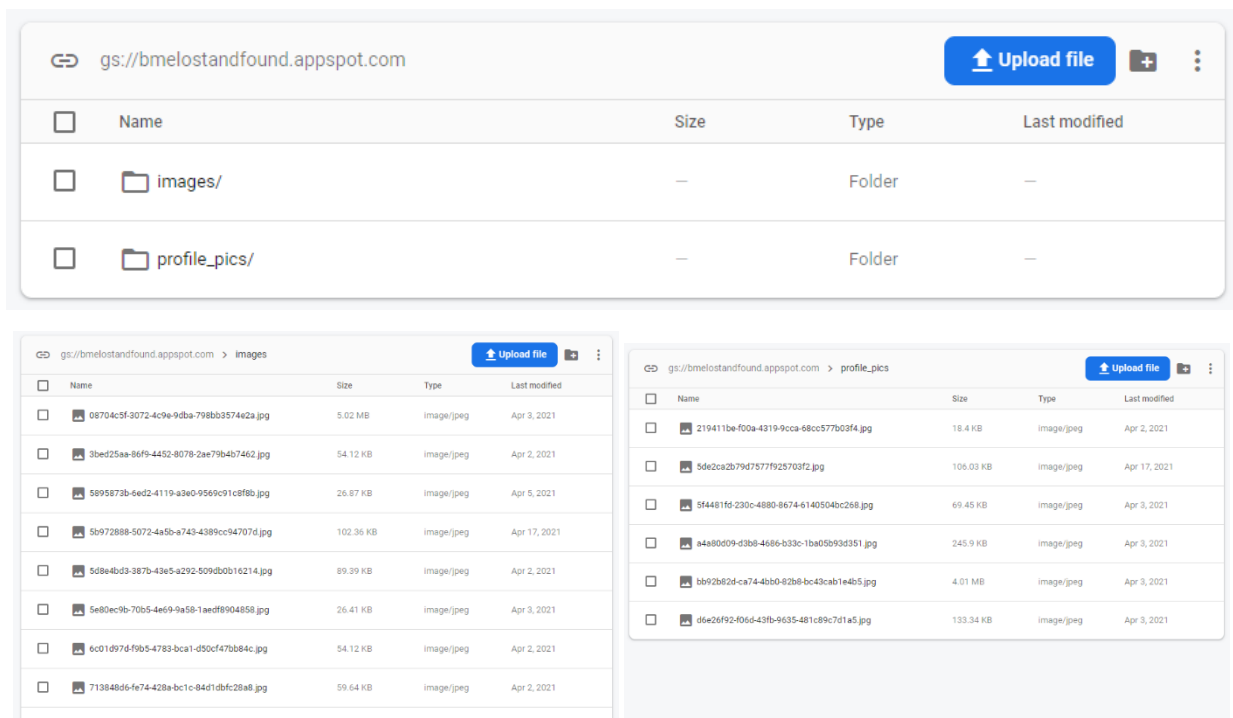 gs://bmelostandfound.appspot.com Upload file
Name Size Type Last modified
images/ — Folder —
profile_pics/ — Folder —
gs://bmelostandfound.appspot.com > images Upload file
Name Size Type Last modified
08704c5f-3072-4c9e-9dba-798bb3574e2a.jpg 5.02 MB image/jpeg Apr 3, 2021
3bed25aa-86f9-4452-8078-2ae79b4b7462.jpg 54.12 KB image/jpeg Apr 2, 2021
5895873b-6ed2-4119-a3e0-9569c91c8f8b.jpg 26.87 KB image/jpeg Apr 5, 2021
5b972888-5072-4a5b-a743-4389cc94707d.jpg 102.36 KB image/jpeg Apr 17, 2021
5d8e4bd3-387b-43e5-a292-509db0b16214.jpg 89.39 KB image/jpeg Apr 2, 2021
5e80ec9b-70b5-4e69-9a58-1aedf8904858.jpg 26.41 KB image/jpeg Apr 3, 2021
6c01d97d-f9b5-4783-bca1-d50cf47bb84c.jpg 54.12 KB image/jpeg Apr 2, 2021
713848d6-fe74-428a-bc1c-84d1dbfc28a8.jpg 59.64 KB image/jpeg Apr 2, 2021
gs://bmelostandfound.appspot.com > profile_pics Upload file
Name Size Type Last modified
219411be-f00a-4319-9cca-68cc577b03f4.jpg 18.4 KB image/jpeg Apr 2, 2021
5de2ca2b79d7577f925703f2.jpg 106.03 KB image/jpeg Apr 17, 2021
5f4481fd-230c-4880-8674-6140504bc268.jpg 69.45 KB image/jpeg Apr 3, 2021
a4a80d09-d3b8-4686-b33c-1ba05b93d351.jpg 245.9 KB image/jpeg Apr 3, 2021
bb92b82d-ca74-4bb0-82b8-bc43cab1e4b5.jpg 4.01 MB image/jpeg Apr 3, 2021
d6e26f92-f06d-43fb-9635-481c89c7d1a5.jpg 133.34 KB image/jpeg Apr 3, 2021